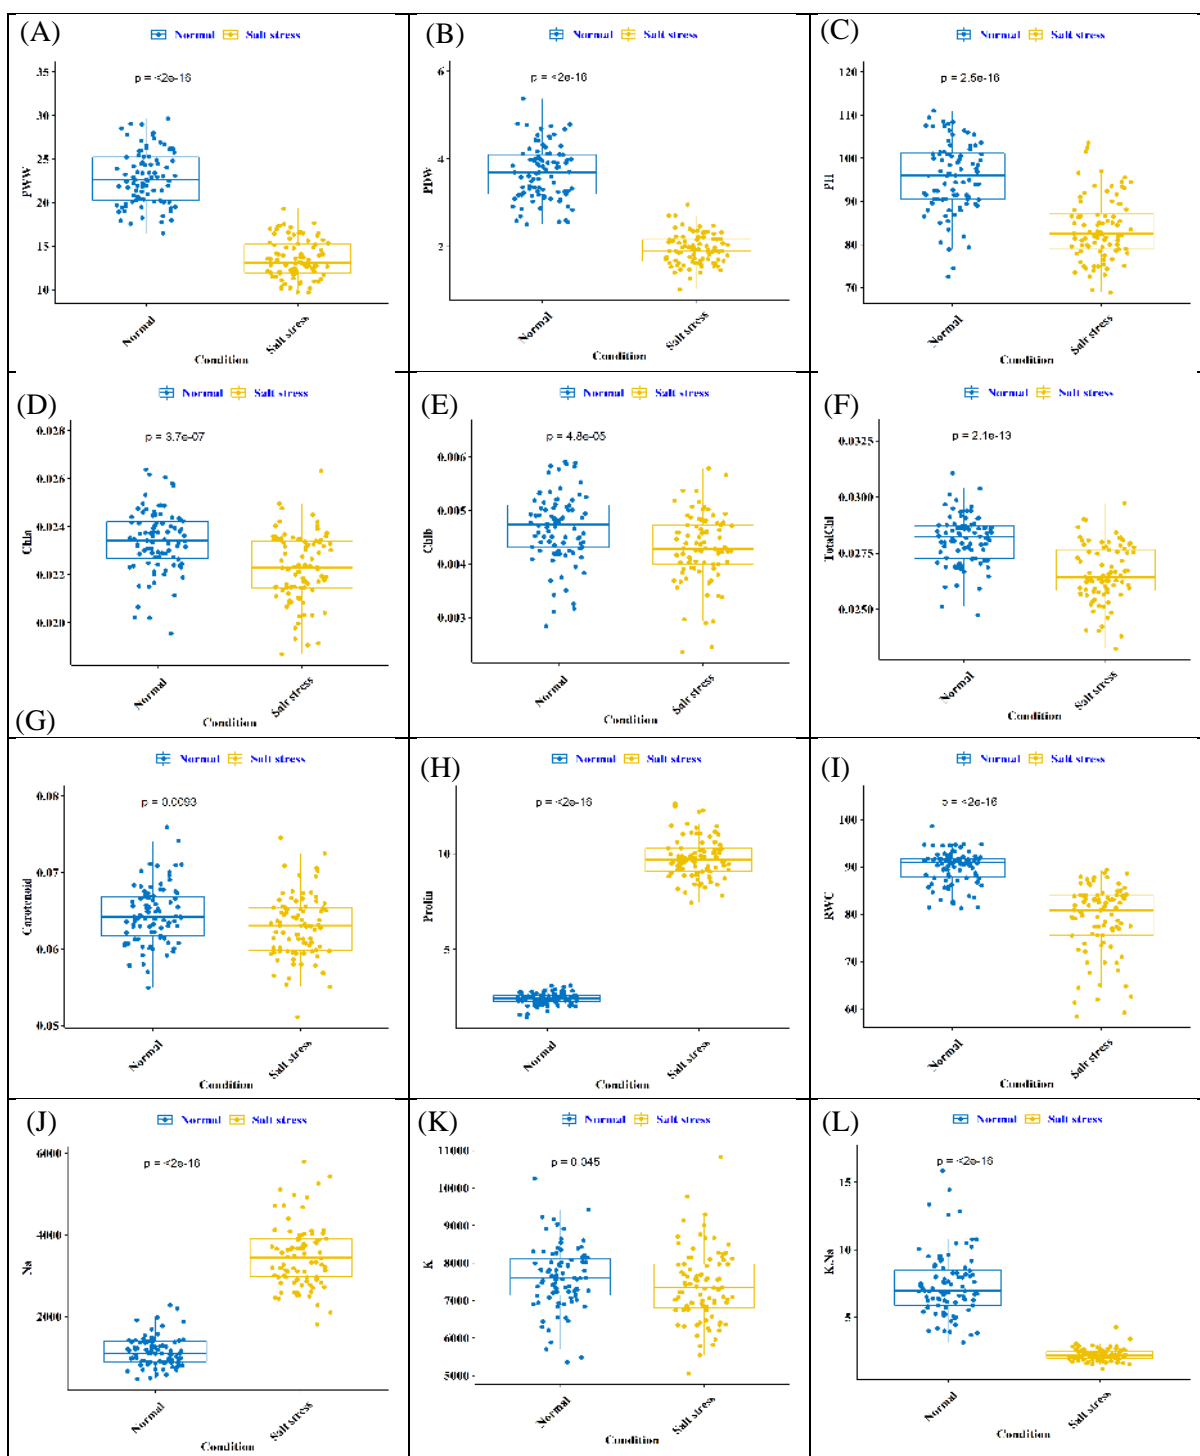 (A)
Normal Salt stress
p = <2e-16
PWW
35
30
25
20
15
10
Normal Salt stress
Condition
(B)
Normal Salt stress
p = <2e-16
PDW
6
4
2
Normal Salt stress
Condition
(C)
Normal Salt stress
p = 2.5e-16
PH
120
110
100
90
80
70
Normal Salt stress
Condition
(D)
Normal Salt stress
p = 3.7e-07
Chla
0.028
0.026
0.024
0.022
0.020
Normal Salt stress
Condition
(E)
Normal Salt stress
p = 4.8e-05
Chlb
0.006
0.005
0.004
0.003
Normal Salt stress
Condition
(F)
Normal Salt stress
p = 2.1e-13
TotalChl
0.0325
0.0300
0.0275
0.0250
Normal Salt stress
Condition
(G)
Normal Salt stress
p = 0.0093
Carotenoid
0.08
0.07
0.06
0.05
Normal Salt stress
Condition
(H)
Normal Salt stress
p = <2e-16
Prolin
10
5
Normal Salt stress
Condition
(I)
Normal Salt stress
p = <2e-16
RWC
100
90
80
70
60
Normal Salt stress
Condition
(J)
Normal Salt stress
p = <2e-16
Na
6000
4000
2000
Normal Salt stress
Condition
(K)
Normal Salt stress
p = 0.045
K
11000
10000
9000
8000
7000
6000
5000
Normal Salt stress
Condition
(L)
Normal Salt stress
p = <2e-16
K.Na
15
10
5
Normal Salt stress
Condition